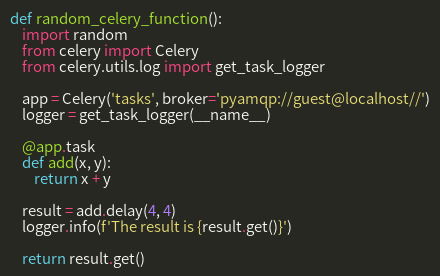 def random_celery_function():
    import random
    from celery import Celery
    from celery.utils.log import get_task_logger

    app = Celery('tasks', broker='pyamqp://guest@localhost//')
    logger = get_task_logger(__name__)

    @app.task
    def add(x, y):
        return x + y

    result = add.delay(4, 4)
    logger.info(f'The result is {result.get()}')

    return result.get()